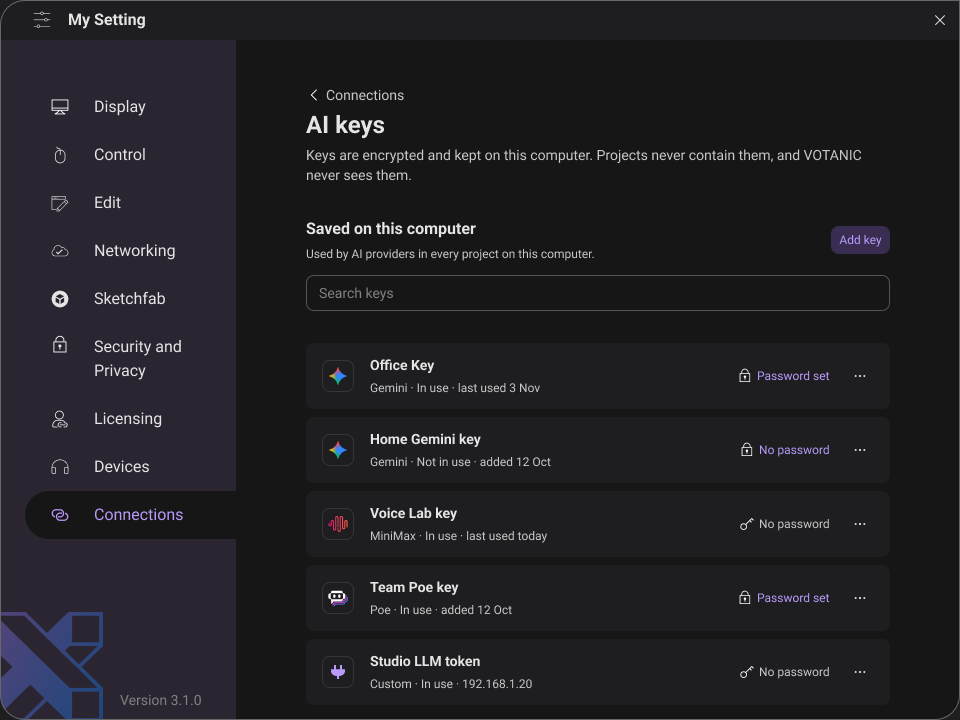 My Setting
Display
Control
Edit
Networking
Sketchfab
Security and
Privacy
Licensing
Devices
Connections
Version 3.1.0
Connections
AI keys
Keys are encrypted and kept on this computer. Projects never contain them, and VOTANIC
never sees them.
Saved on this computer
Used by AI providers in every project on this computer.
Add key
Search keys
Office Key
Gemini · In use · last used 3 Nov
Password set
Home Gemini key
Gemini · Not in use · added 12 Oct
No password
Voice Lab key
MiniMax · In use · last used today
No password
Team Poe key
Poe · In use · added 12 Oct
Password set
Studio LLM token
Custom · In use · 192.168.1.20
No password